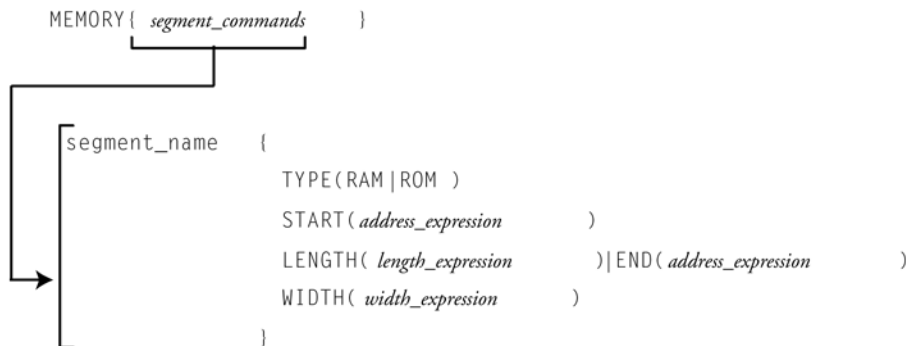 MEMORY{ segment_commands }
segment_name {
TYPE(RAM|ROM )
START( address_expression )
LENGTH( length_expression )|END( address_expression )
WIDTH( width_expression )
}